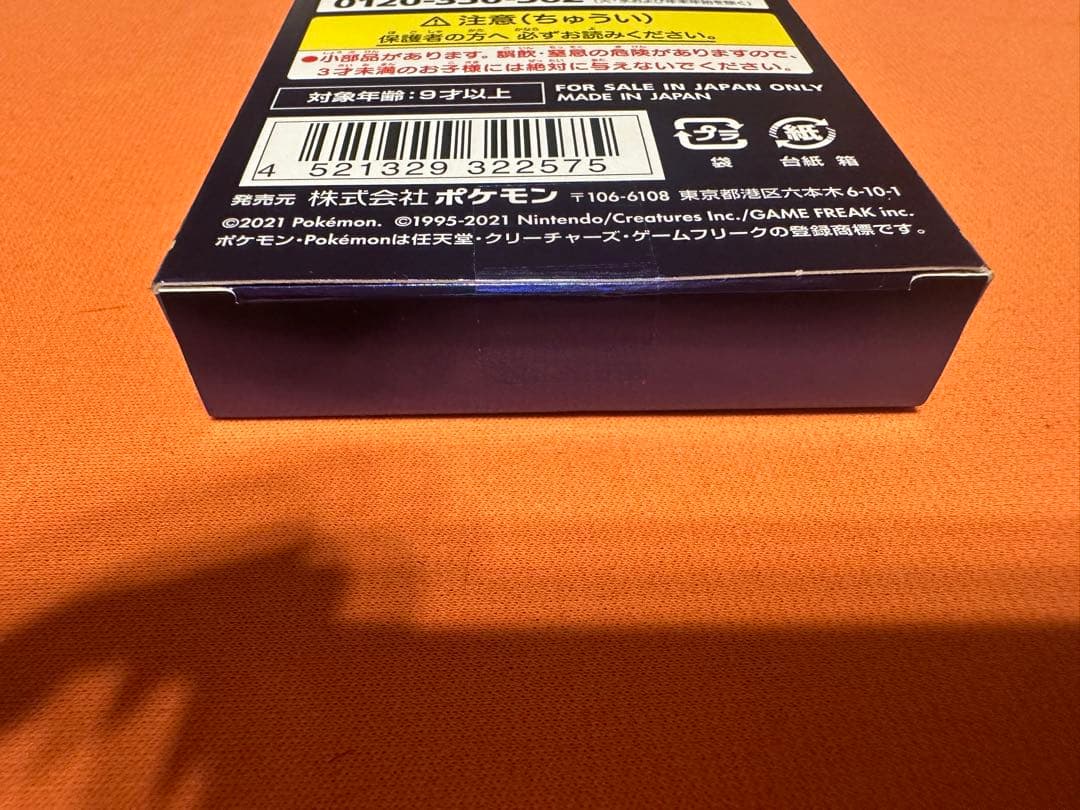 ⚠注意(ちゅうい)
保護者の方へ 必ずお読みください。
●小部品があります。誤飲・窒息の危険がありますので、
3才未満のお子様には絶対に与えないでください。
対象年齢:9才以上
FOR SALE IN JAPAN ONLY
MADE IN JAPAN
プラ
袋
紙
台紙 箱
4 521329 322575
発売元 株式会社 ポケモン 〒106-6108 東京都港区六本木6-10-1
©2021 Pokémon. ©1995-2021 Nintendo/Creatures Inc./GAME FREAK inc.
ポケモン・Pokémonは任天堂・クリーチャーズ・ゲームフリークの登録商標です。